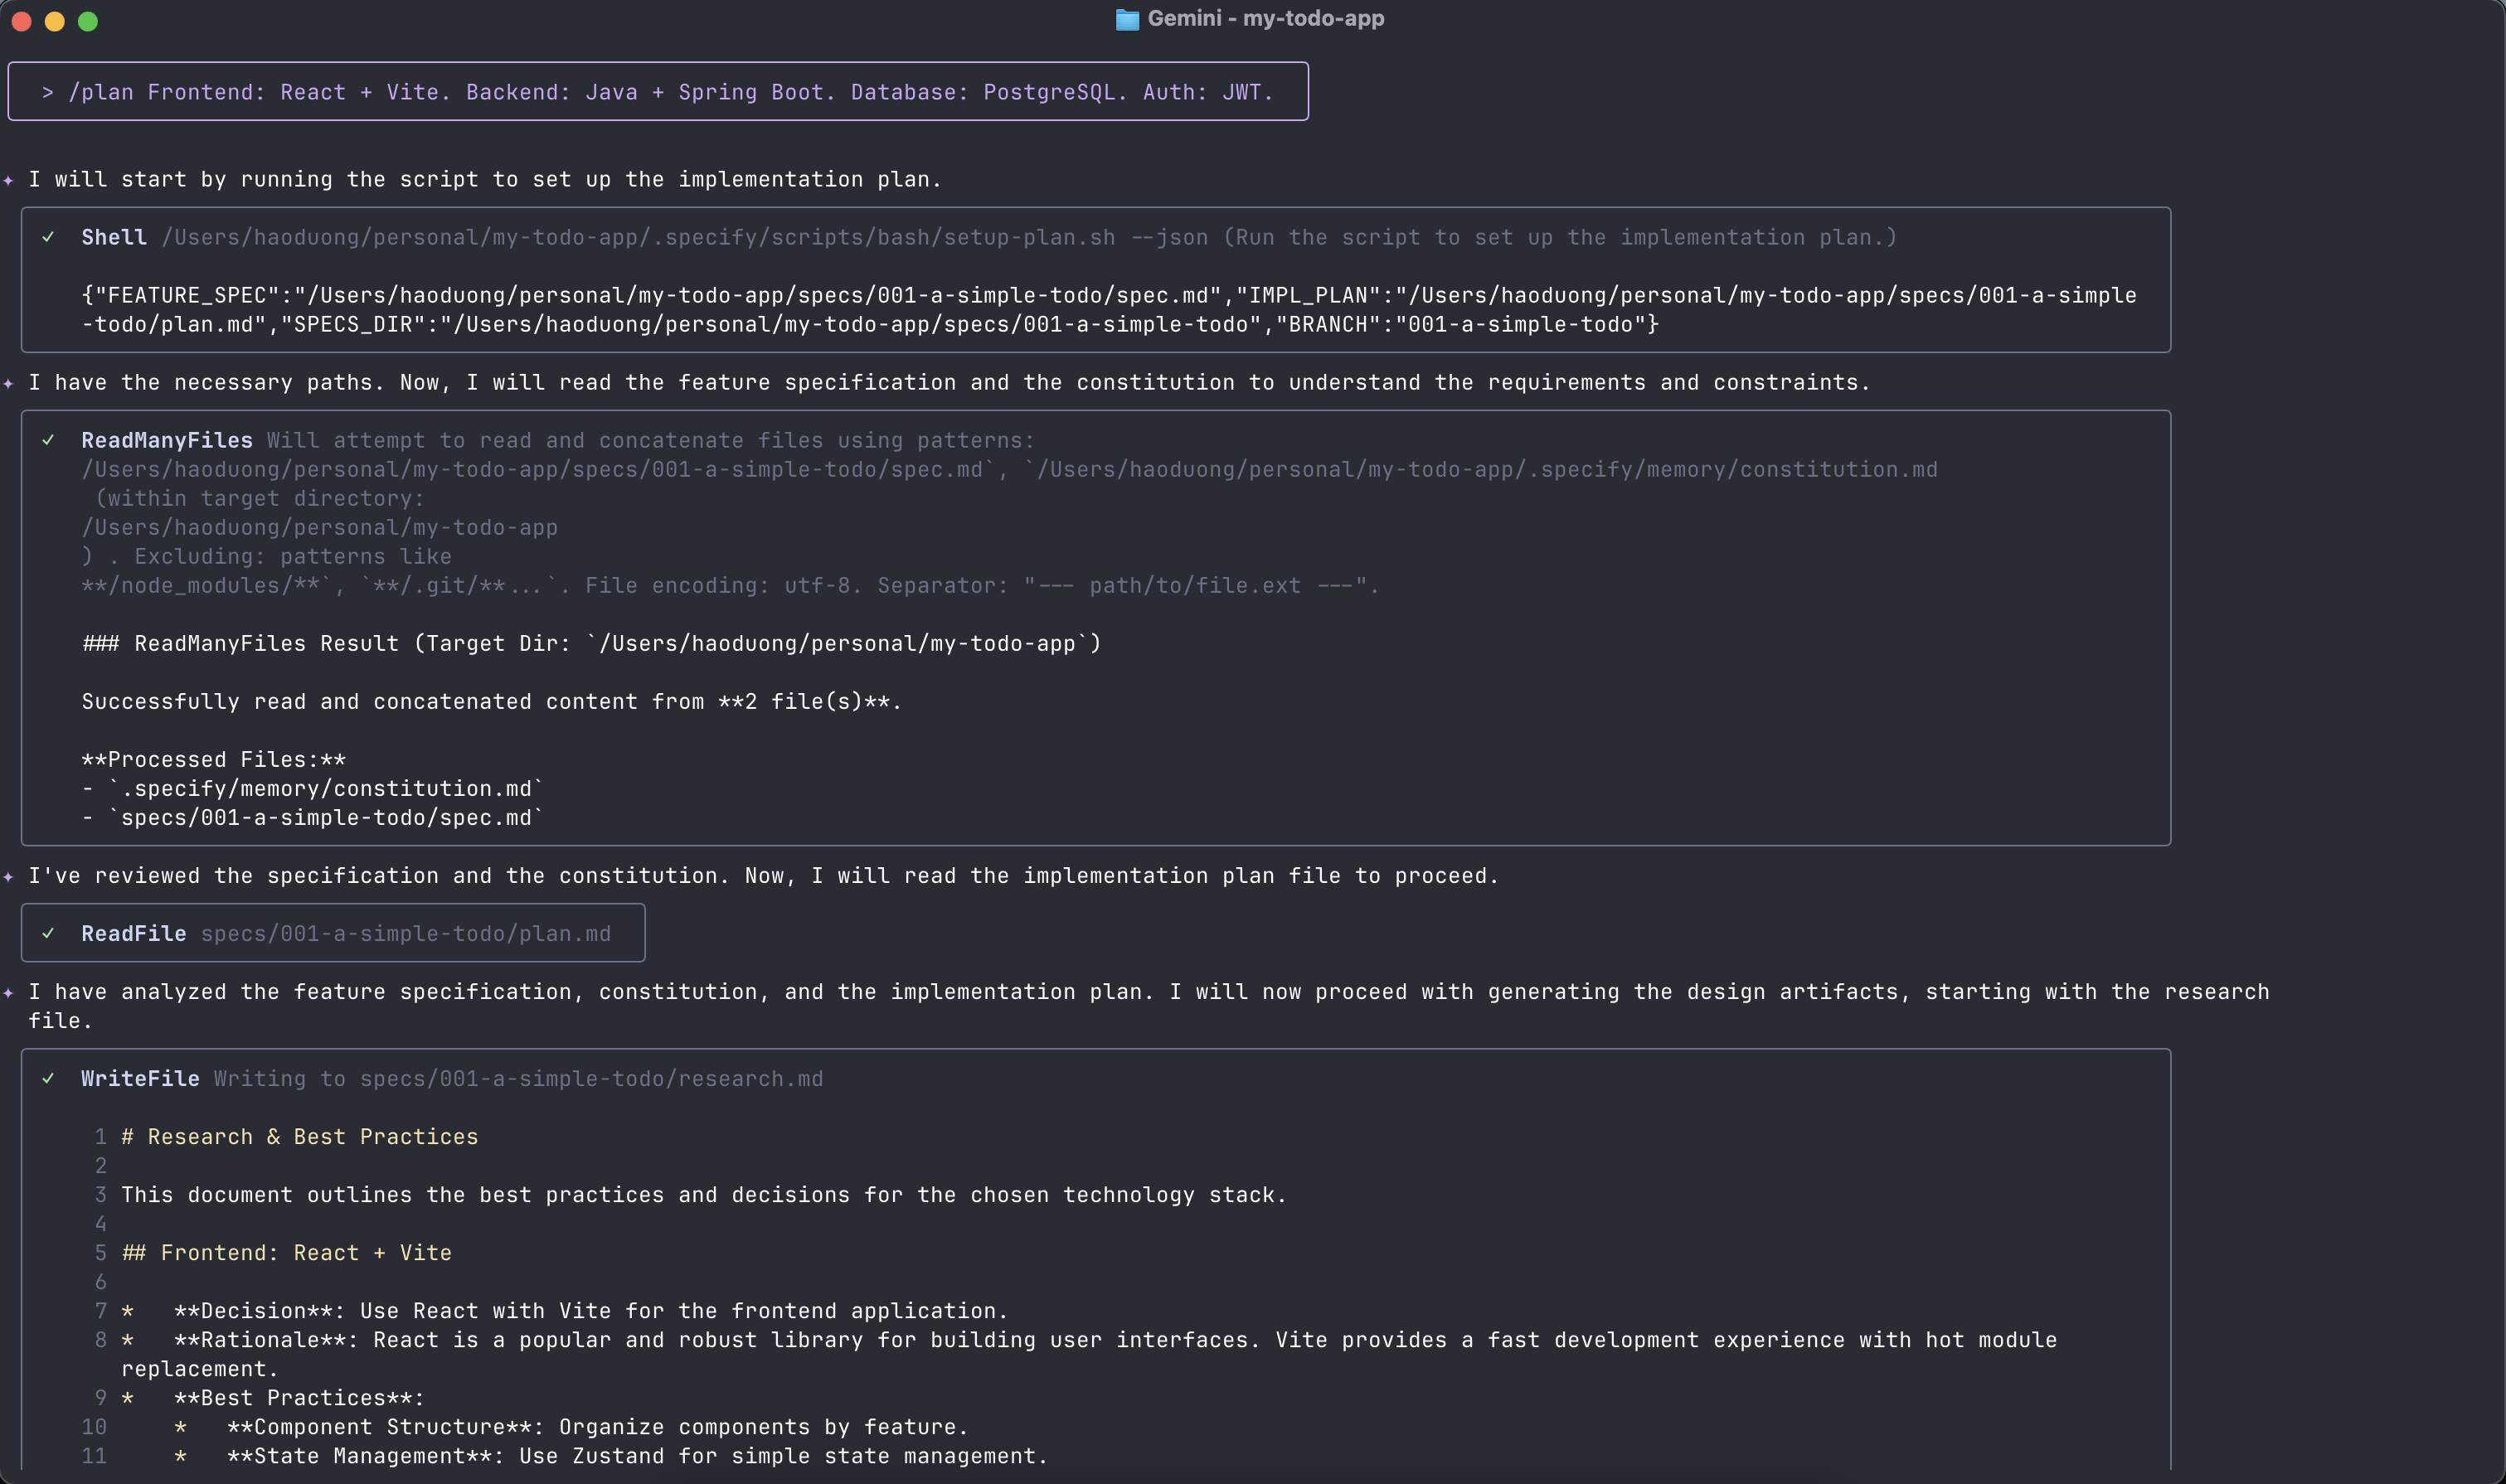 Gemini - my-todo-app
> /plan Frontend: React + Vite. Backend: Java + Spring Boot. Database: PostgreSQL. Auth: JWT.
✦ I will start by running the script to set up the implementation plan.
✓ Shell /Users/haoduong/personal/my-todo-app/.specify/scripts/bash/setup-plan.sh --json (Run the script to set up the implementation plan.)
{"FEATURE_SPEC":"/Users/haoduong/personal/my-todo-app/specs/001-a-simple-todo/spec.md","IMPL_PLAN":"/Users/haoduong/personal/my-todo-app/specs/001-a-simple
-todo/plan.md","SPECS_DIR":"/Users/haoduong/personal/my-todo-app/specs/001-a-simple-todo","BRANCH":"001-a-simple-todo"}
✦ I have the necessary paths. Now, I will read the feature specification and the constitution to understand the requirements and constraints.
✓ ReadManyFiles Will attempt to read and concatenate files using patterns:
/Users/haoduong/personal/my-todo-app/specs/001-a-simple-todo/spec.md`, `/Users/haoduong/personal/my-todo-app/.specify/memory/constitution.md
(within target directory:
/Users/haoduong/personal/my-todo-app
) . Excluding: patterns like
**/node_modules/**`, `**/.git/**...`. File encoding: utf-8. Separator: "--- path/to/file.ext ---".
### ReadManyFiles Result (Target Dir: `/Users/haoduong/personal/my-todo-app`)
Successfully read and concatenated content from **2 file(s)**.
**Processed Files:**
- `.specify/memory/constitution.md`
- `specs/001-a-simple-todo/spec.md`
✦ I've reviewed the specification and the constitution. Now, I will read the implementation plan file to proceed.
✓ ReadFile specs/001-a-simple-todo/plan.md
✦ I have analyzed the feature specification, constitution, and the implementation plan. I will now proceed with generating the design artifacts, starting with the research
file.
✓ WriteFile Writing to specs/001-a-simple-todo/research.md
1 # Research & Best Practices
2
3 This document outlines the best practices and decisions for the chosen technology stack.
4
5 ## Frontend: React + Vite
6
7 *   **Decision**: Use React with Vite for the frontend application.
8 *   **Rationale**: React is a popular and robust library for building user interfaces. Vite provides a fast development experience with hot module
replacement.
9 *   **Best Practices**:
10     *   **Component Structure**: Organize components by feature.
11     *   **State Management**: Use Zustand for simple state management.